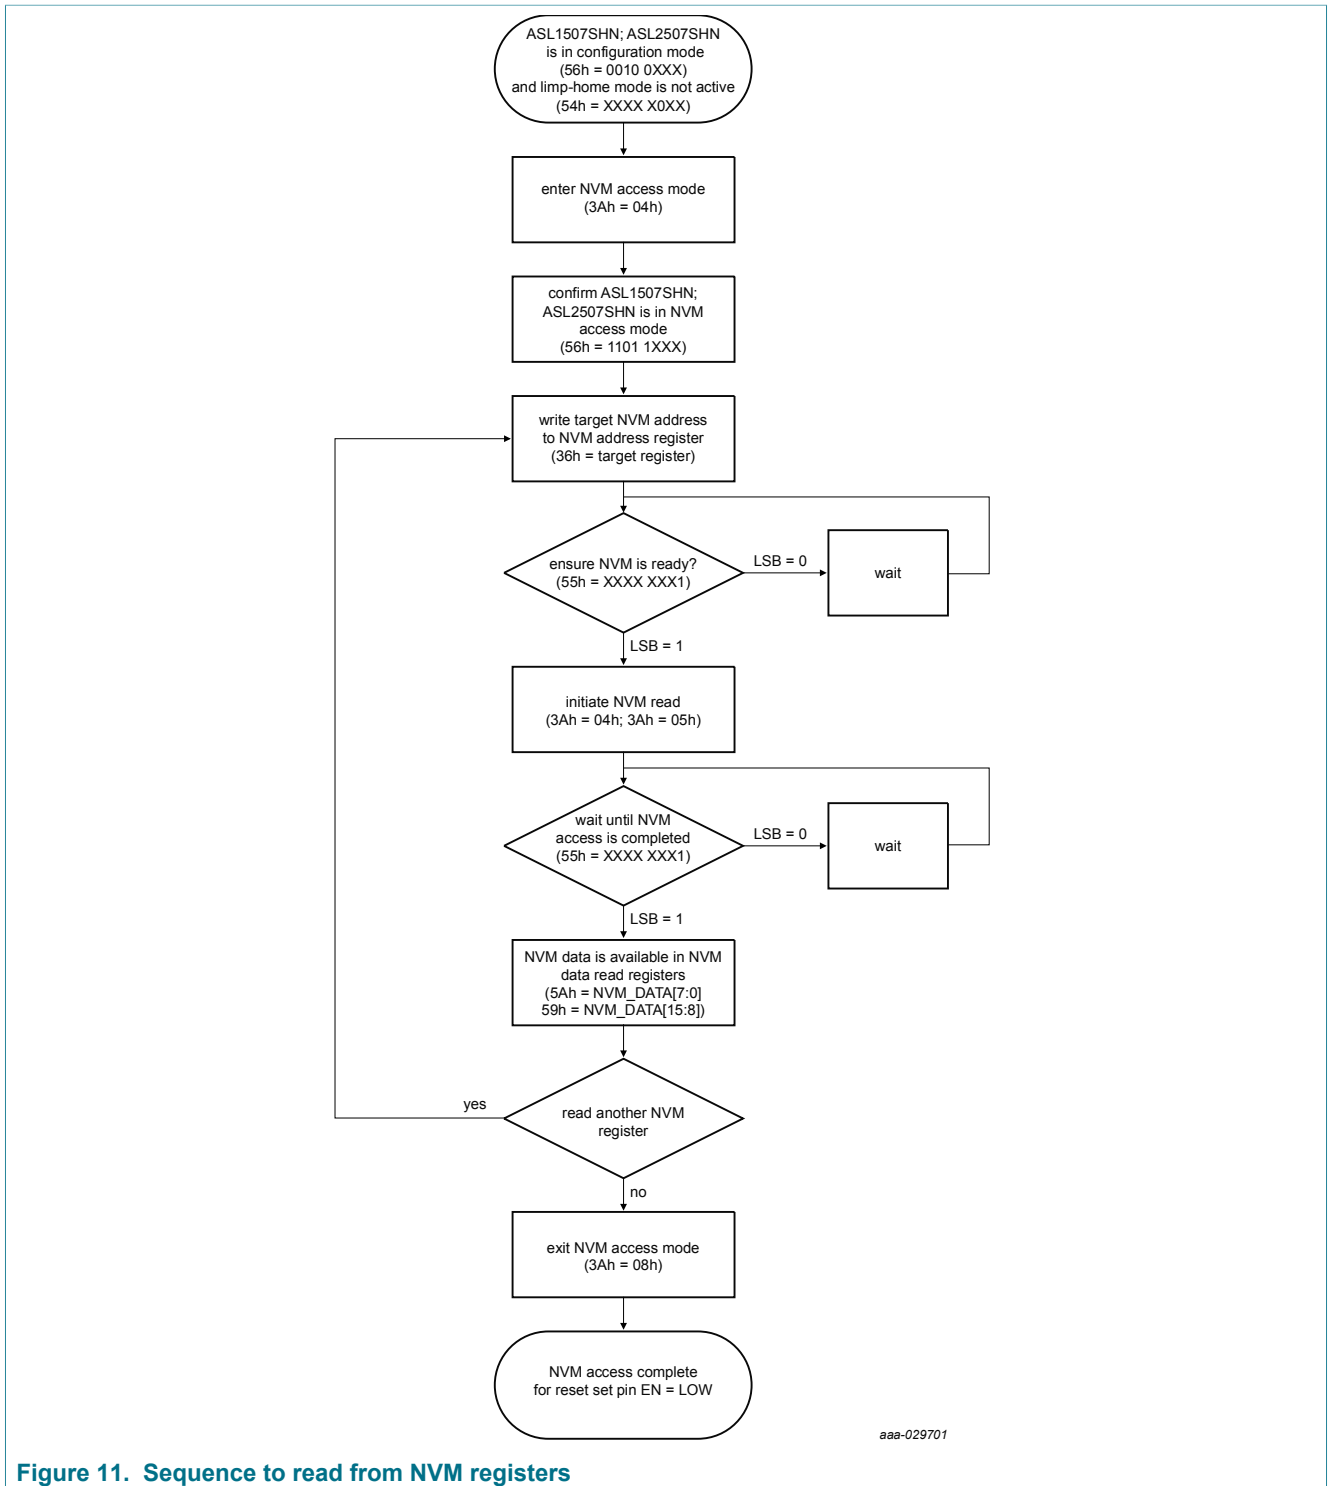 ASL1507SHN; ASL2507SHN
is in configuration mode
(56h = 0010 0XXX)
and limp-home mode is not active
(54h = XXXX X0XX)
enter NVM access mode
(3Ah = 04h)
confirm ASL1507SHN;
ASL2507SHN is in NVM
access mode
(56h = 1101 1XXX)
write target NVM address
to NVM address register
(36h = target register)
ensure NVM is ready?
(55h = XXXX XXX1)
LSB = 0
wait
LSB = 1
initiate NVM read
(3Ah = 04h; 3Ah = 05h)
wait until NVM
access is completed
(55h = XXXX XXX1)
LSB = 0
wait
LSB = 1
NVM data is available in NVM
data read registers
(5Ah = NVM_DATA[7:0]
59h = NVM_DATA[15:8])
yes
read another NVM
register
no
exit NVM access mode
(3Ah = 08h)
NVM access complete
for reset set pin EN = LOW
aaa-029701
Figure 11. Sequence to read from NVM registers